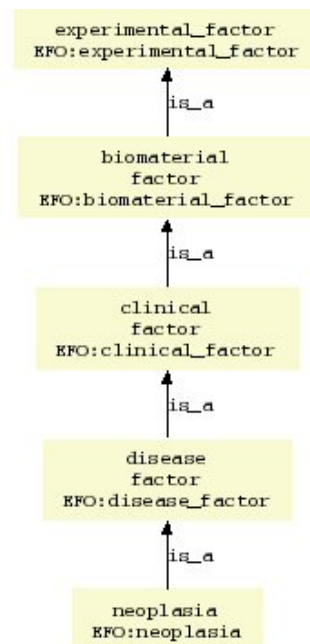 experimental_factor
EFO:experimental_factor
is_a
biomaterial
factor
EFO:biomaterial_factor
is_a
clinical
factor
EFO:clinical_factor
is_a
disease
factor
EFO:disease_factor
is_a
neoplasia
EFO:neoplasia